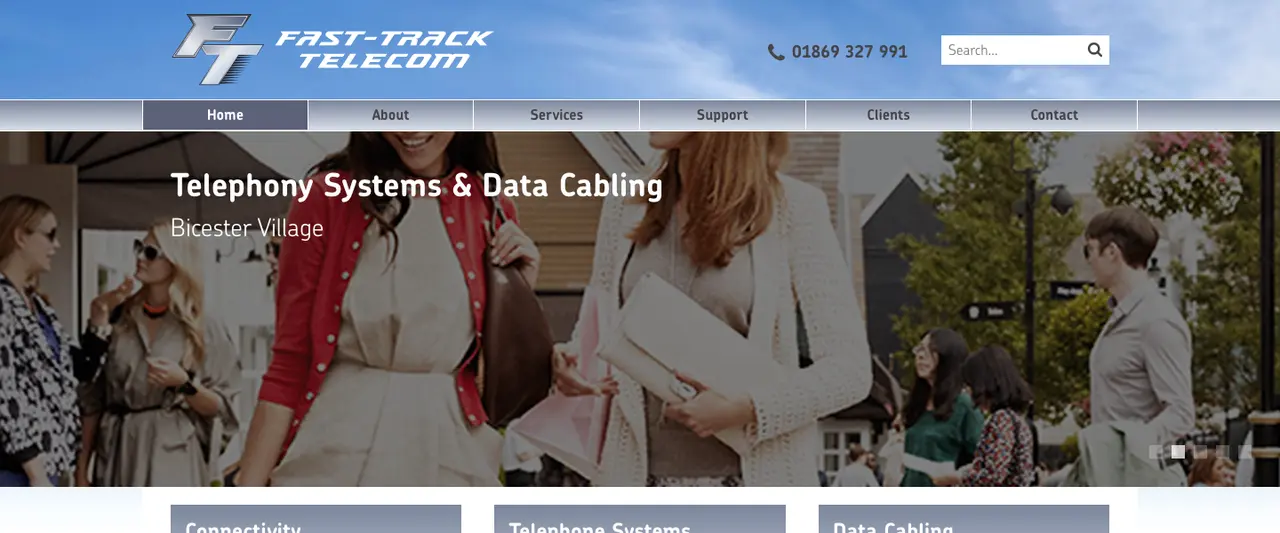 FT
FAST-TRACK
TELECOM
01869 327 991
Search...
Home
About
Services
Support
Clients
Contact
Telephony Systems & Data Cabling
Bicester Village
Connectivity
Telephone Systems
Data Cabling